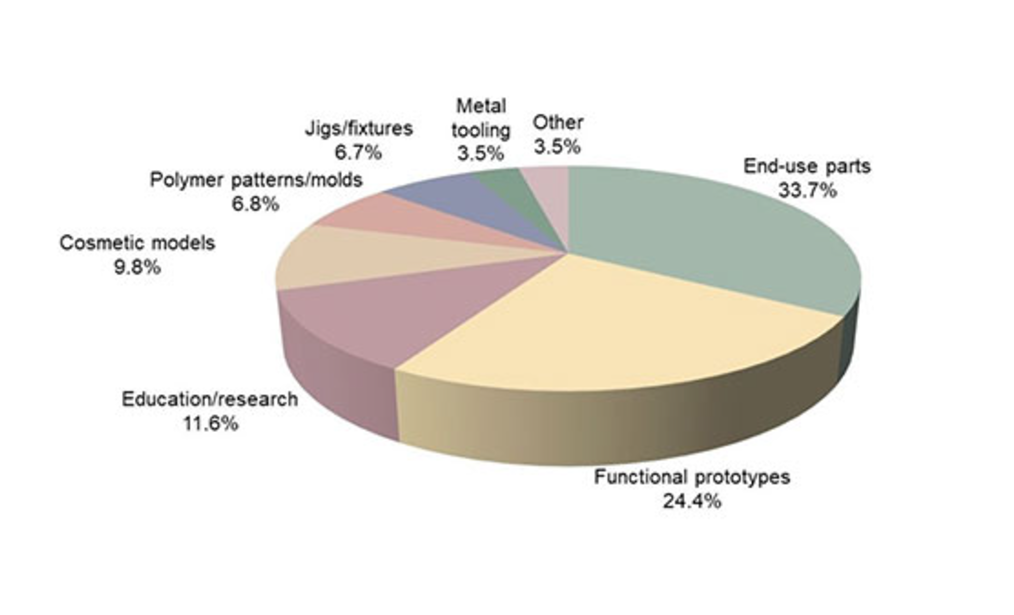 Metal
tooling
3.5%
Other
3.5%
Jigs/fixtures
6.7%
End-use parts
33.7%
Polymer patterns/molds
6.8%
Cosmetic models
9.8%
Education/research
11.6%
Functional prototypes
24.4%